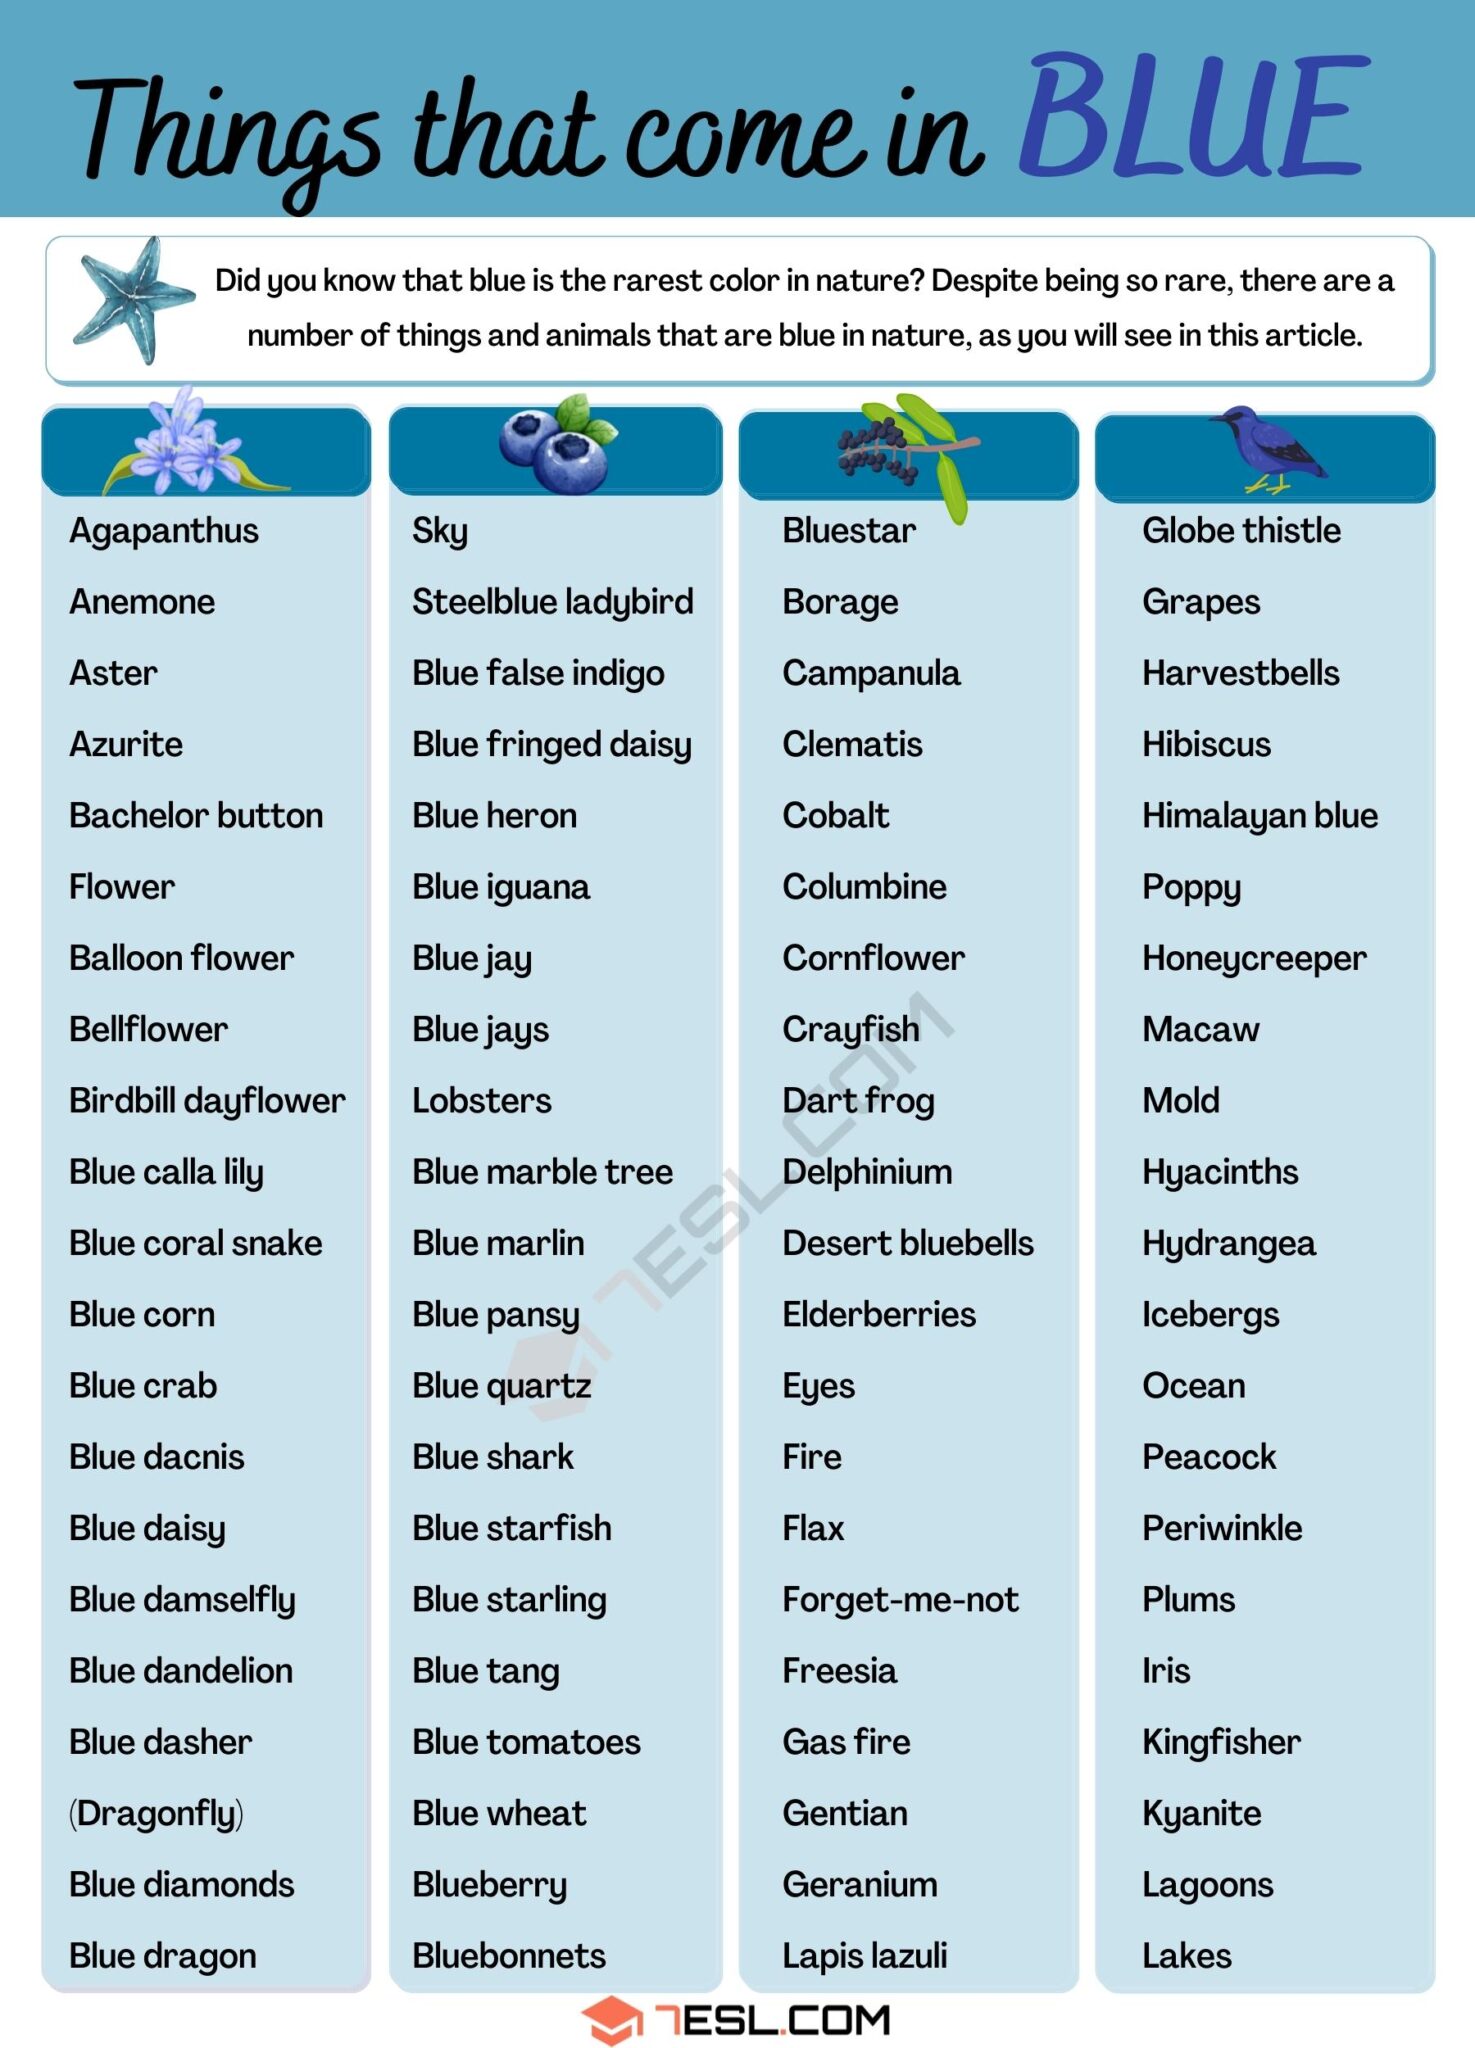 Things that come in BLUE
Did you know that blue is the rarest color in nature? Despite being so rare, there are a
number of things and animals that are blue in nature, as you will see in this article.
Agapanthus
Anemone
Aster
Azurite
Bachelor button
Flower
Balloon flower
Bellflower
Birdbill dayflower
Blue calla lily
Blue coral snake
Blue corn
Blue crab
Blue dacnis
Blue daisy
Blue damselfly
Blue dandelion
Blue dasher
(Dragonfly)
Blue diamonds
Blue dragon
Sky
Steelblue ladybird
Blue false indigo
Blue fringed daisy
Blue heron
Blue iguana
Blue jay
Blue jays
Lobsters
Blue marble tree
Blue marlin
Blue pansy
Blue quartz
Blue shark
Blue starfish
Blue starling
Blue tang
Blue tomatoes
Blue wheat
Blueberry
Bluebonnets
Bluestar
Borage
Campanula
Clematis
Cobalt
Columbine
Cornflower
Crayfish
Dart frog
Delphinium
Desert bluebells
Elderberries
Eyes
Fire
Flax
Forget-me-not
Freesia
Gas fire
Gentian
Geranium
Lapis lazuli
Globe thistle
Grapes
Harvestbells
Hibiscus
Himalayan blue
Poppy
Honeycreeper
Macaw
Mold
Hyacinths
Hydrangea
Icebergs
Ocean
Peacock
Periwinkle
Plums
Iris
Kingfisher
Kyanite
Lagoons
Lakes
7ESL.COM
7ESL.COM